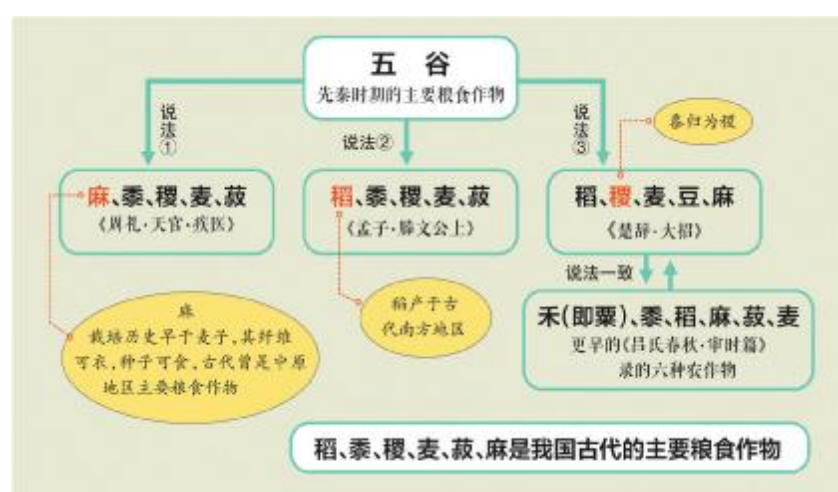 五 谷
先秦时期的主要粮食作物
说法①
说法②
说法③
黍归为稷
麻、黍、稷、麦、菽
《周礼·天官·疾医》
稻、黍、稷、麦、菽
《孟子·滕文公上》
稻、稷、麦、豆、麻
《楚辞·大招》
说法一致
麻
栽培历史早于麦子，其纤维
可衣，种子可食，古代曾是中原
地区主要粮食作物
稻产于古
代南方地区
禾(即粟)、黍、稻、麻、菽、麦
更早的《吕氏春秋·审时篇》
录的六种农作物
稻、黍、稷、麦、菽、麻是我国古代的主要粮食作物